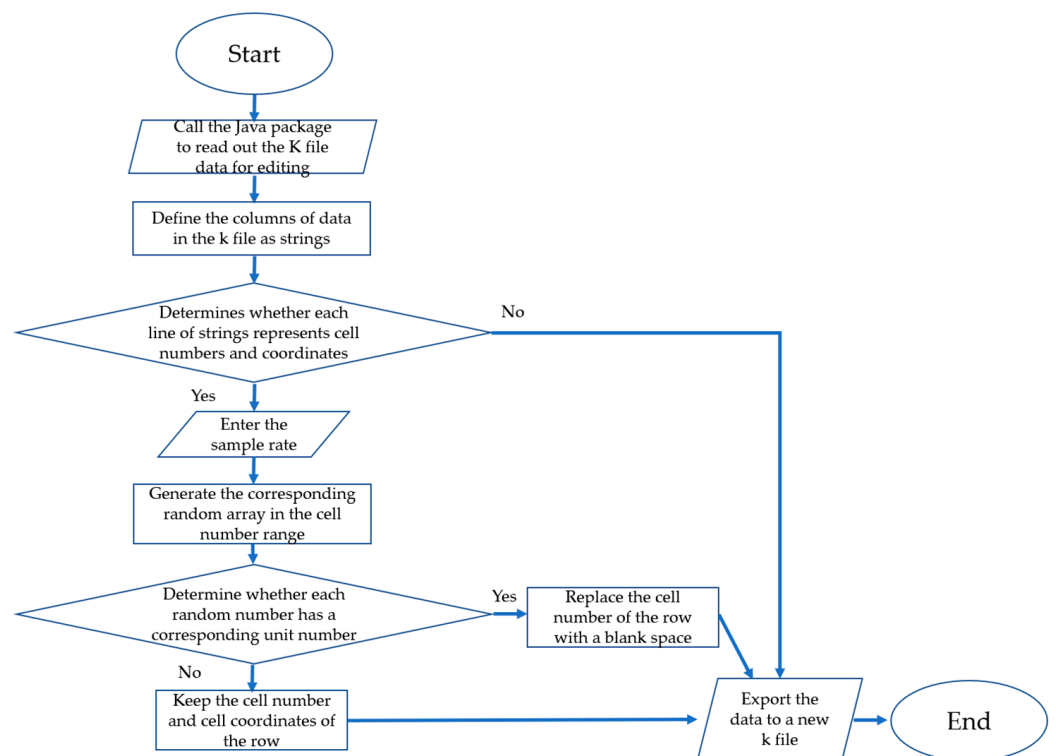 Start
Call the Java package
to read out the K file
data for editing
Define the columns of data
in the k file as strings
Determines whether each
line of strings represents cell
numbers and coordinates
No
Yes
Enter the
sample rate
Generate the corresponding
random array in the cell
number range
Determine whether each
random number has a
corresponding unit number
Yes
Replace the cell
number of the row
with a blank space
No
Keep the cell number
and cell coordinates of
the row
Export the
data to a new
k file
End